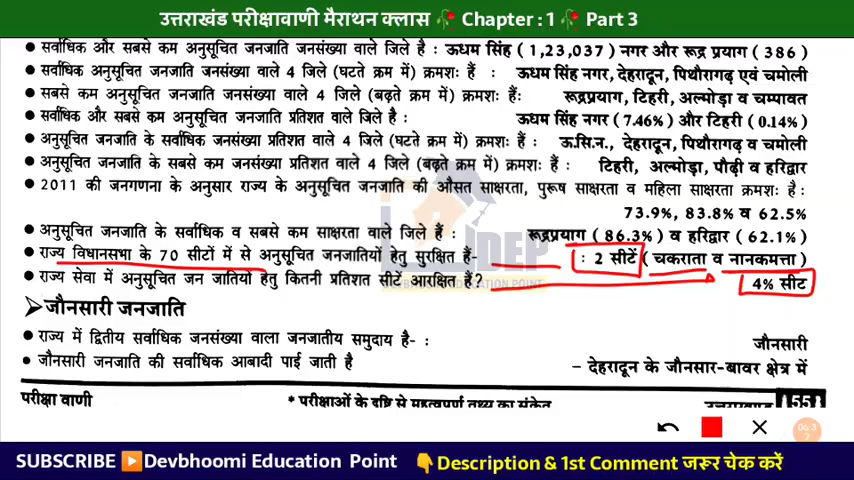 उत्तराखंड परीक्षावाणी मैराथन क्लास 🥀 Chapter : 1 🥀 Part 3
• सर्वाधिक और सबसे कम अनुसूचित जनजाति जनसंख्या वाले जिले है : ऊधम सिंह (1,23,037) नगर और रूद्र प्रयाग (386)
• सर्वाधिक अनुसूचित जनजाति जनसंख्या वाले 4 जिले (घटते क्रम में) क्रमशः हैं : ऊधम सिंह नगर, देहरादून, पिथौरागढ़ एवं चमोली
• सबसे कम अनुसूचित जनजाति जनसंख्या वाले 4 जिले (बढ़ते क्रम में) क्रमशः हैं: रूद्रप्रयाग, टिहरी, अल्मोड़ा व चम्पावत
• सर्वाधिक और सबसे कम अनुसूचित जनजाति प्रतिशत वाले जिले है : ऊधम सिंह नगर (7.46%) और टिहरी (0.14%)
• अनुसूचित जनजाति के सर्वाधिक जनसंख्या प्रतिशत वाले 4 जिले (घटते क्रम में) क्रमशः हैं : ऊ.सि.न., देहरादून, पिथौरागढ़ व चमोली
• अनुसूचित जनजाति के सबसे कम जनसंख्या प्रतिशत वाले 4 जिले (बढ़ते क्रम में) क्रमशः हैं : टिहरी, अल्मोड़ा, पौढ़ी व हरिद्वार
• 2011 की जनगणना के अनुसार राज्य के अनुसूचित जनजाति की औसत साक्षरता, पुरूष साक्षरता व महिला साक्षरता क्रमशः है :
73.9%, 83.8% व 62.5%
• अनुसूचित जनजाति के सर्वाधिक व सबसे कम साक्षरता वाले जिले हैं : रूद्रप्रयाग (86.3%) व हरिद्वार (62.1%)
• राज्य विधानसभा के 70 सीटों में से अनुसूचित जनजातियों हेतु सुरक्षित हैं- : 2 सीटें (चकराता व नानकमत्ता)
• राज्य सेवा में अनुसूचित जन जातियों हेतु कितनी प्रतिशत सीटें आरक्षित हैं? 4% सीट
➢जौनसारी जनजाति
• राज्य में द्वितीय सर्वाधिक जनसंख्या वाला जनजातीय समुदाय है- : जौनसारी
• जौनसारी जनजाति की सर्वाधिक आबादी पाई जाती है – देहरादून के जौनसार-बावर क्षेत्र में
परीक्षा वाणी * परीक्षाओं के दृष्टि से महत्वपूर्ण तथ्य का संकेत उत्तराखण्ड 55
SUBSCRIBE ▶️Devbhoomi Education Point 👇Description & 1st Comment जरूर चेक करें